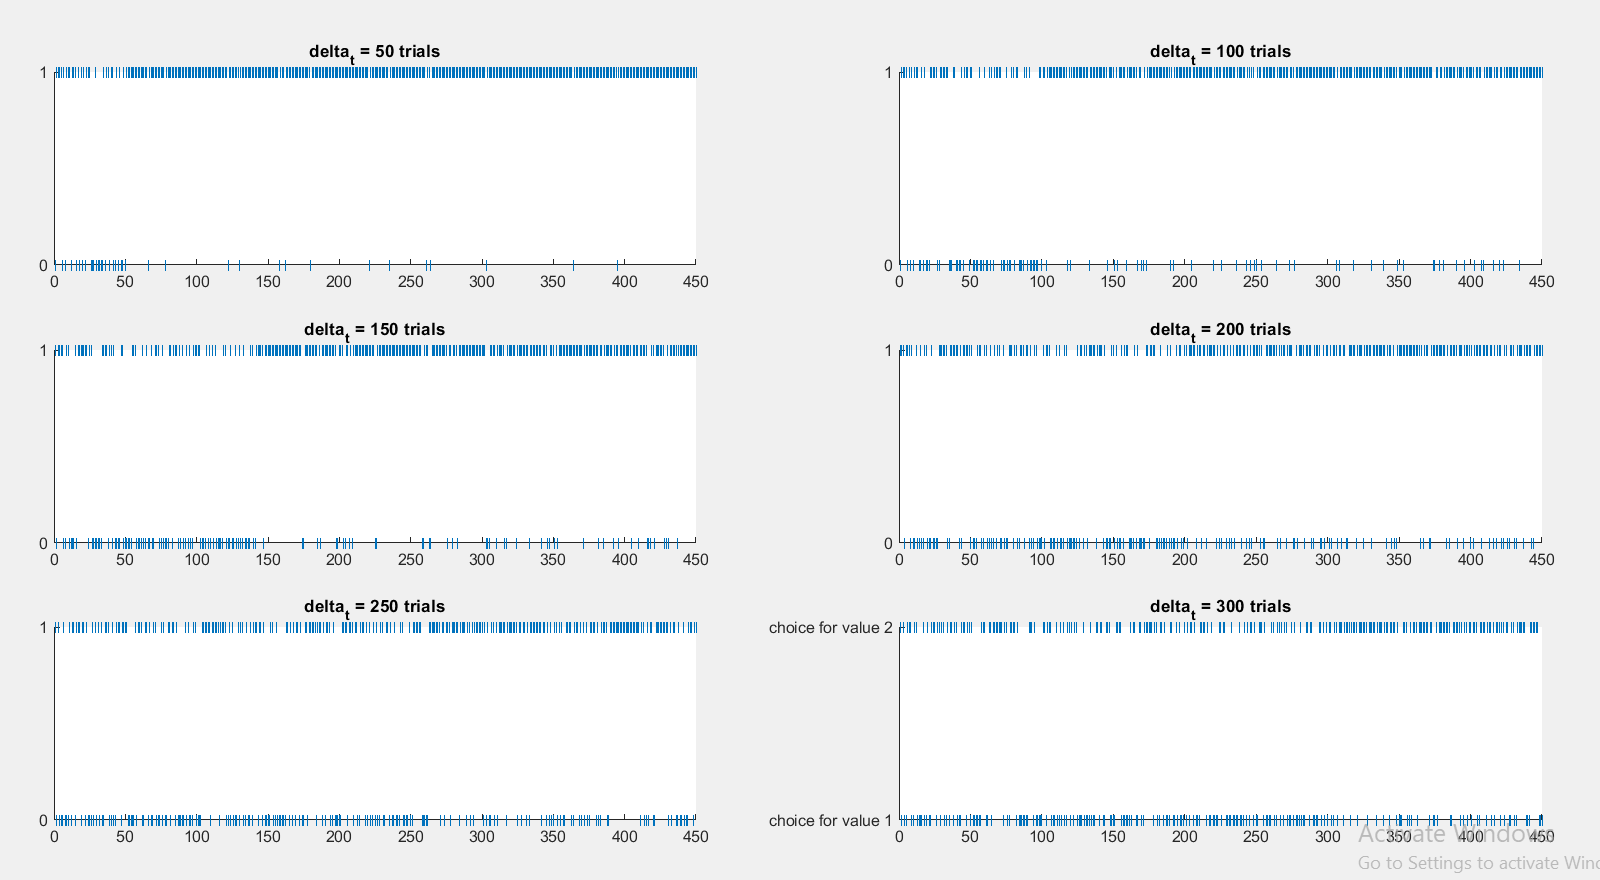 delta_t = 50 trials
1
0
0 50 100 150 200 250 300 350 400 450
delta_t = 100 trials
1
0
0 50 100 150 200 250 300 350 400 450
delta_t = 150 trials
1
0
0 50 100 150 200 250 300 350 400 450
delta_t = 200 trials
1
0
0 50 100 150 200 250 300 350 400 450
delta_t = 250 trials
1
0
0 50 100 150 200 250 300 350 400 450
delta_t = 300 trials
choice for value 2
choice for value 1
0 50 100 150 200 250 300 350 400 450
Activate Windows
Go to Settings to activate Win